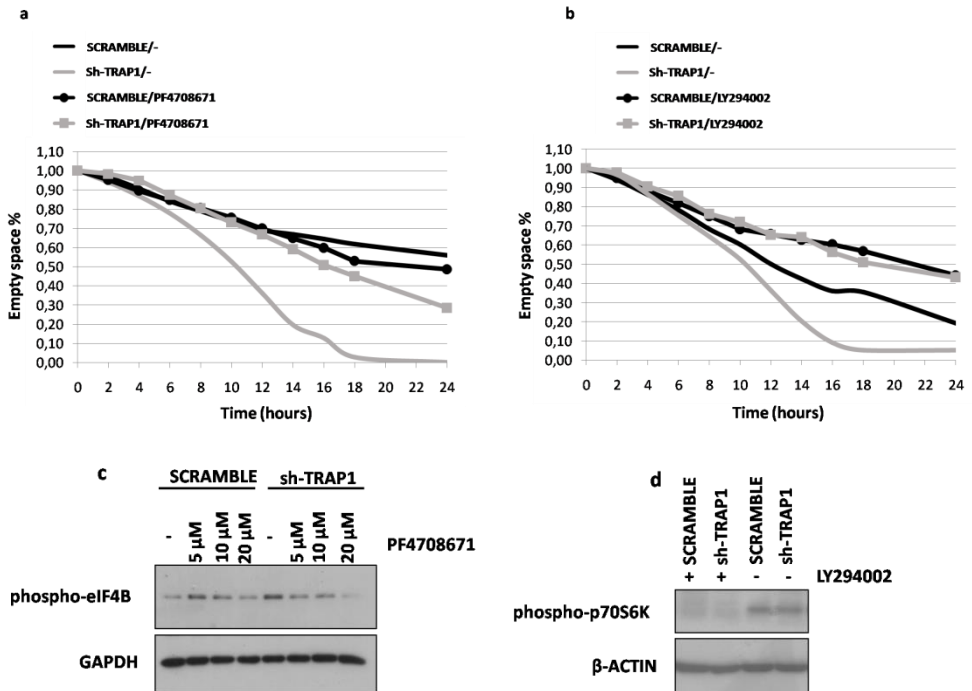 a
SCRAMBLE/-
Sh-TRAP1/-
SCRAMBLE/PF4708671
Sh-TRAP1/PF4708671
1,10
1,00
0,90
0,80
0,70
0,60
0,50
0,40
0,30
0,20
0,10
0,00
Empty space %
0 2 4 6 8 10 12 14 16 18 20 22 24
Time (hours)
b
SCRAMBLE/-
Sh-TRAP1/-
SCRAMBLE/LY294002
Sh-TRAP1/LY294002
1,10
1,00
0,90
0,80
0,70
0,60
0,50
0,40
0,30
0,20
0,10
0,00
Empty space %
0 2 4 6 8 10 12 14 16 18 20 22 24
Time (hours)
c
SCRAMBLE sh-TRAP1
- 5 μM 10 μM 20 μM - 5 μM 10 μM 20 μM PF4708671
phospho-eIF4B
GAPDH
d
SCRAMBLE sh-TRAP1 SCRAMBLE sh-TRAP1
+ + - - LY294002
phospho-p70S6K
β-ACTIN